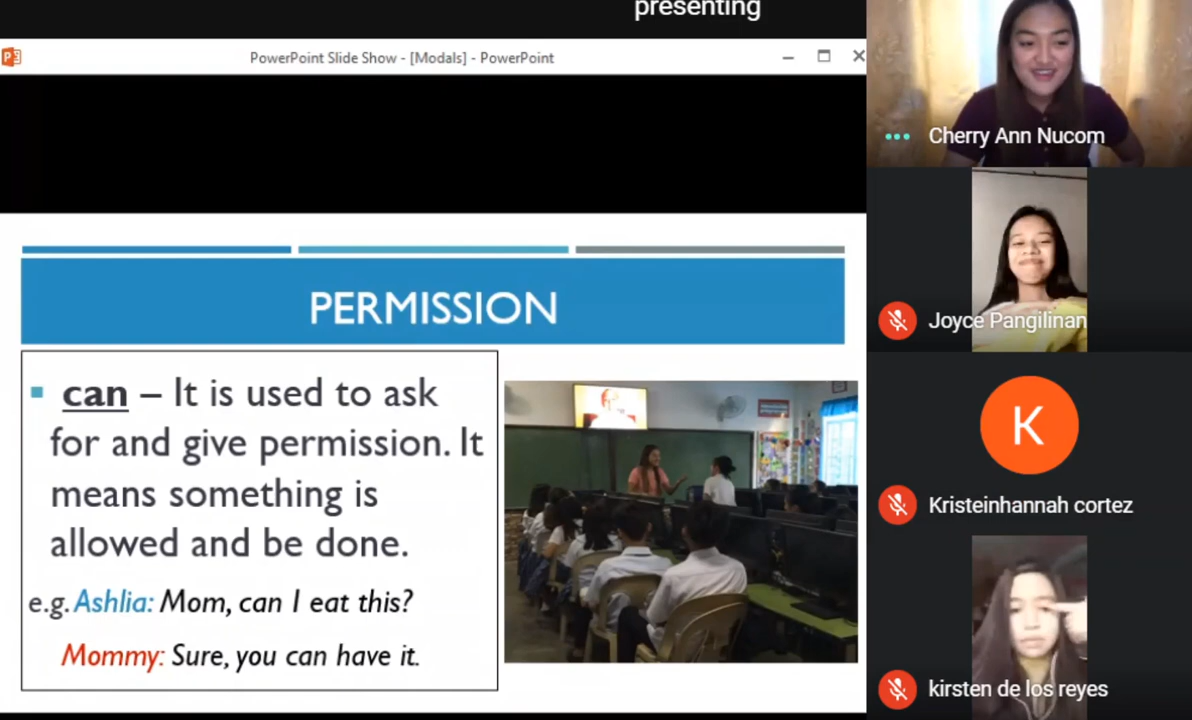 presenting
PowerPoint Slide Show - [Modals] - PowerPoint
PERMISSION
can – It is used to ask
for and give permission. It
means something is
allowed and be done.
e.g. Ashlia: Mom, can I eat this?
Mommy: Sure, you can have it.
Cherry Ann Nucom
Joyce Pangilinan
K
Kristeinhannah cortez
kirsten de los reyes